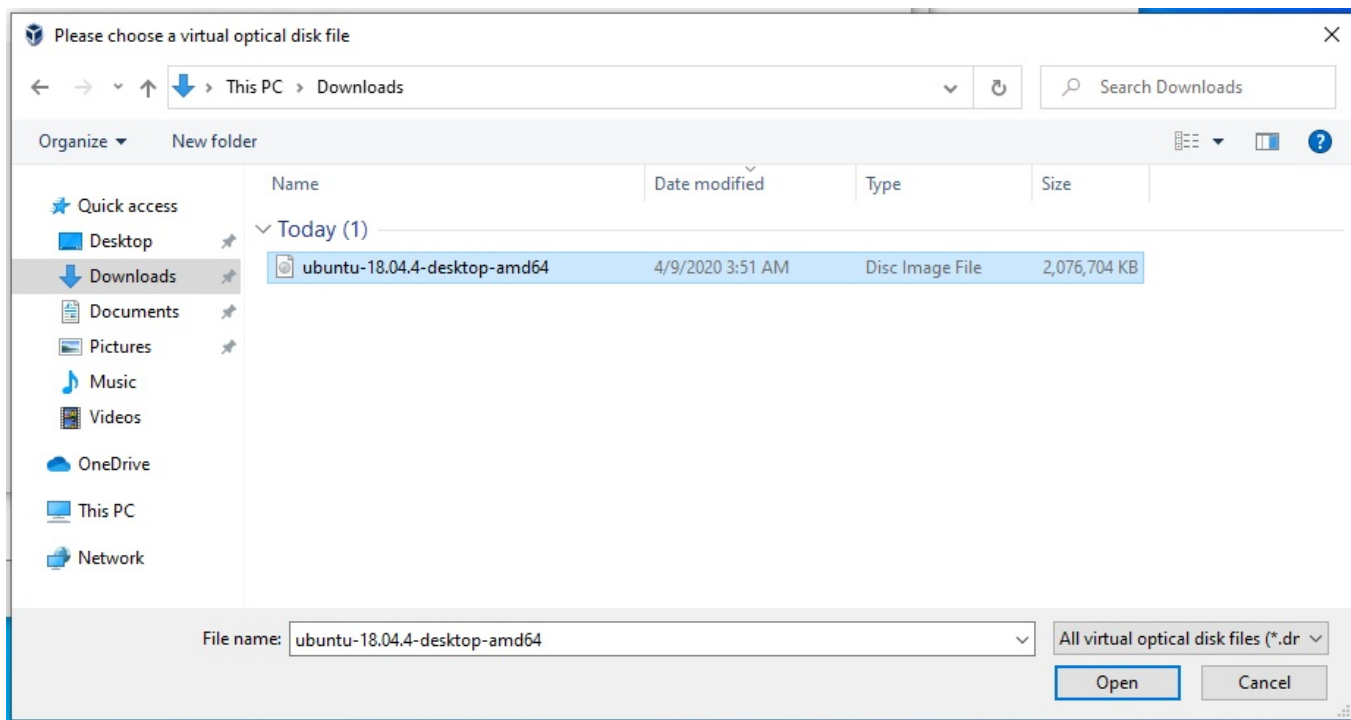 Please choose a virtual optical disk file
This PC > Downloads
Search Downloads
Organize
New folder
Name Date modified Type Size
Quick access
Today (1)
Desktop
ubuntu-18.04.4-desktop-amd64 4/9/2020 3:51 AM Disc Image File 2,076,704 KB
Downloads
Documents
Pictures
Music
Videos
OneDrive
This PC
Network
File name: ubuntu-18.04.4-desktop-amd64
All virtual optical disk files (*.dr
Open Cancel